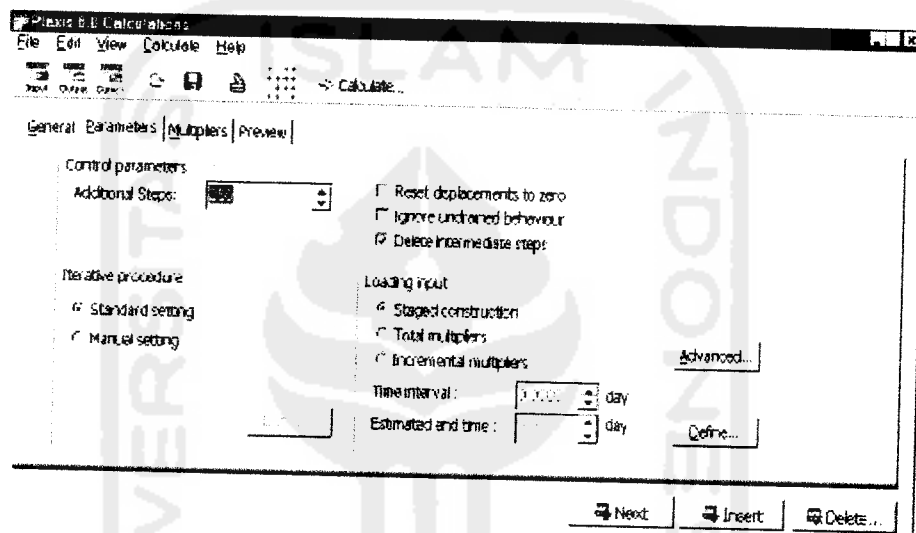 Plaxis 8.2 Calculations
File Edit View Calculate Help
Input Output Curves Calculate...
General Parameters Multipliers Preview
Control parameters
Additional Steps:
Reset displacements to zero
Ignore undrained behaviour
Delete intermediate steps
Iterative procedure
Standard setting
Manual setting
Loading input
Staged construction
Total multipliers
Incremental multipliers
Advanced...
Time interval : day
Estimated end time : day
Define...
Next Insert Delete...
ISLAM
INDONE
VERSITAS